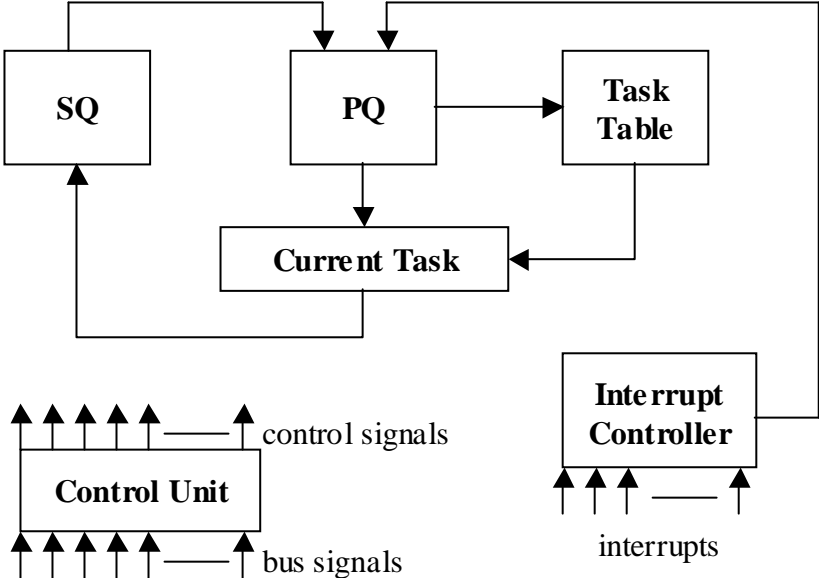 SQ
PQ
Task
Table
Current Task
Interrupt
Controller
control signals
Control Unit
interrupts
bus signals